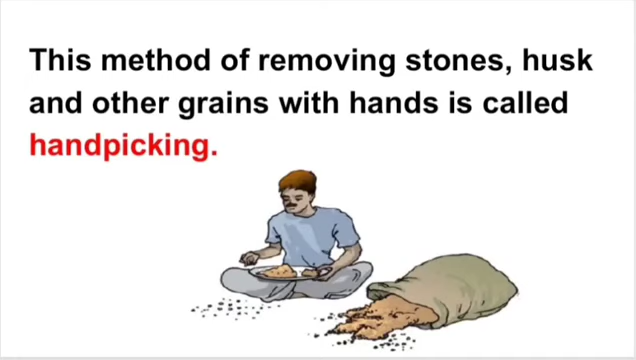 This method of removing stones, husk
and other grains with hands is called
handpicking.